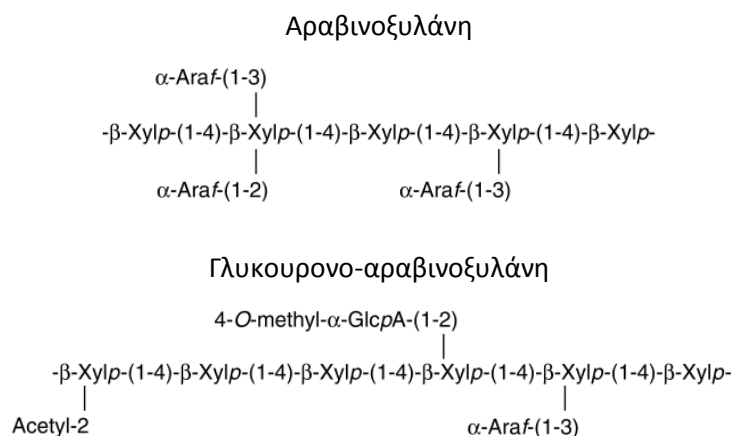 Αραβινοξυλάνη
α-Araf-(1-3)
-β-Xylp-(1-4)-β-Xylp-(1-4)-β-Xylp-(1-4)-β-Xylp-(1-4)-β-Xylp-
α-Araf-(1-2) α-Araf-(1-3)
Γλυκουρονο-αραβινοξυλάνη
4-O-methyl-α-GlcpA-(1-2)
-β-Xylp-(1-4)-β-Xylp-(1-4)-β-Xylp-(1-4)-β-Xylp-(1-4)-β-Xylp-(1-4)-β-Xylp-
Acetyl-2 α-Araf-(1-3)